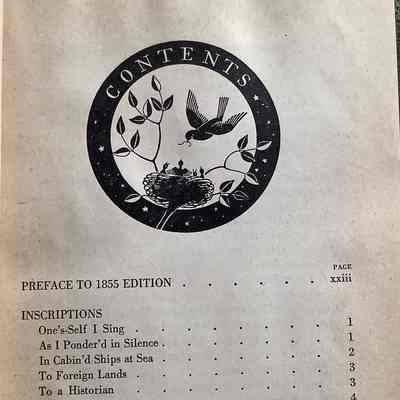 CONTENTS
PAGE
PREFACE TO 1855 EDITION . . . . . . xxiii
INSCRIPTIONS
One's-Self I Sing . . . . . . . 1
As I Ponder'd in Silence . . . . . . 1
In Cabin'd Ships at Sea . . . . . . 2
To Foreign Lands . . . . . . . 3
To a Historian . . . . . . . 3
4